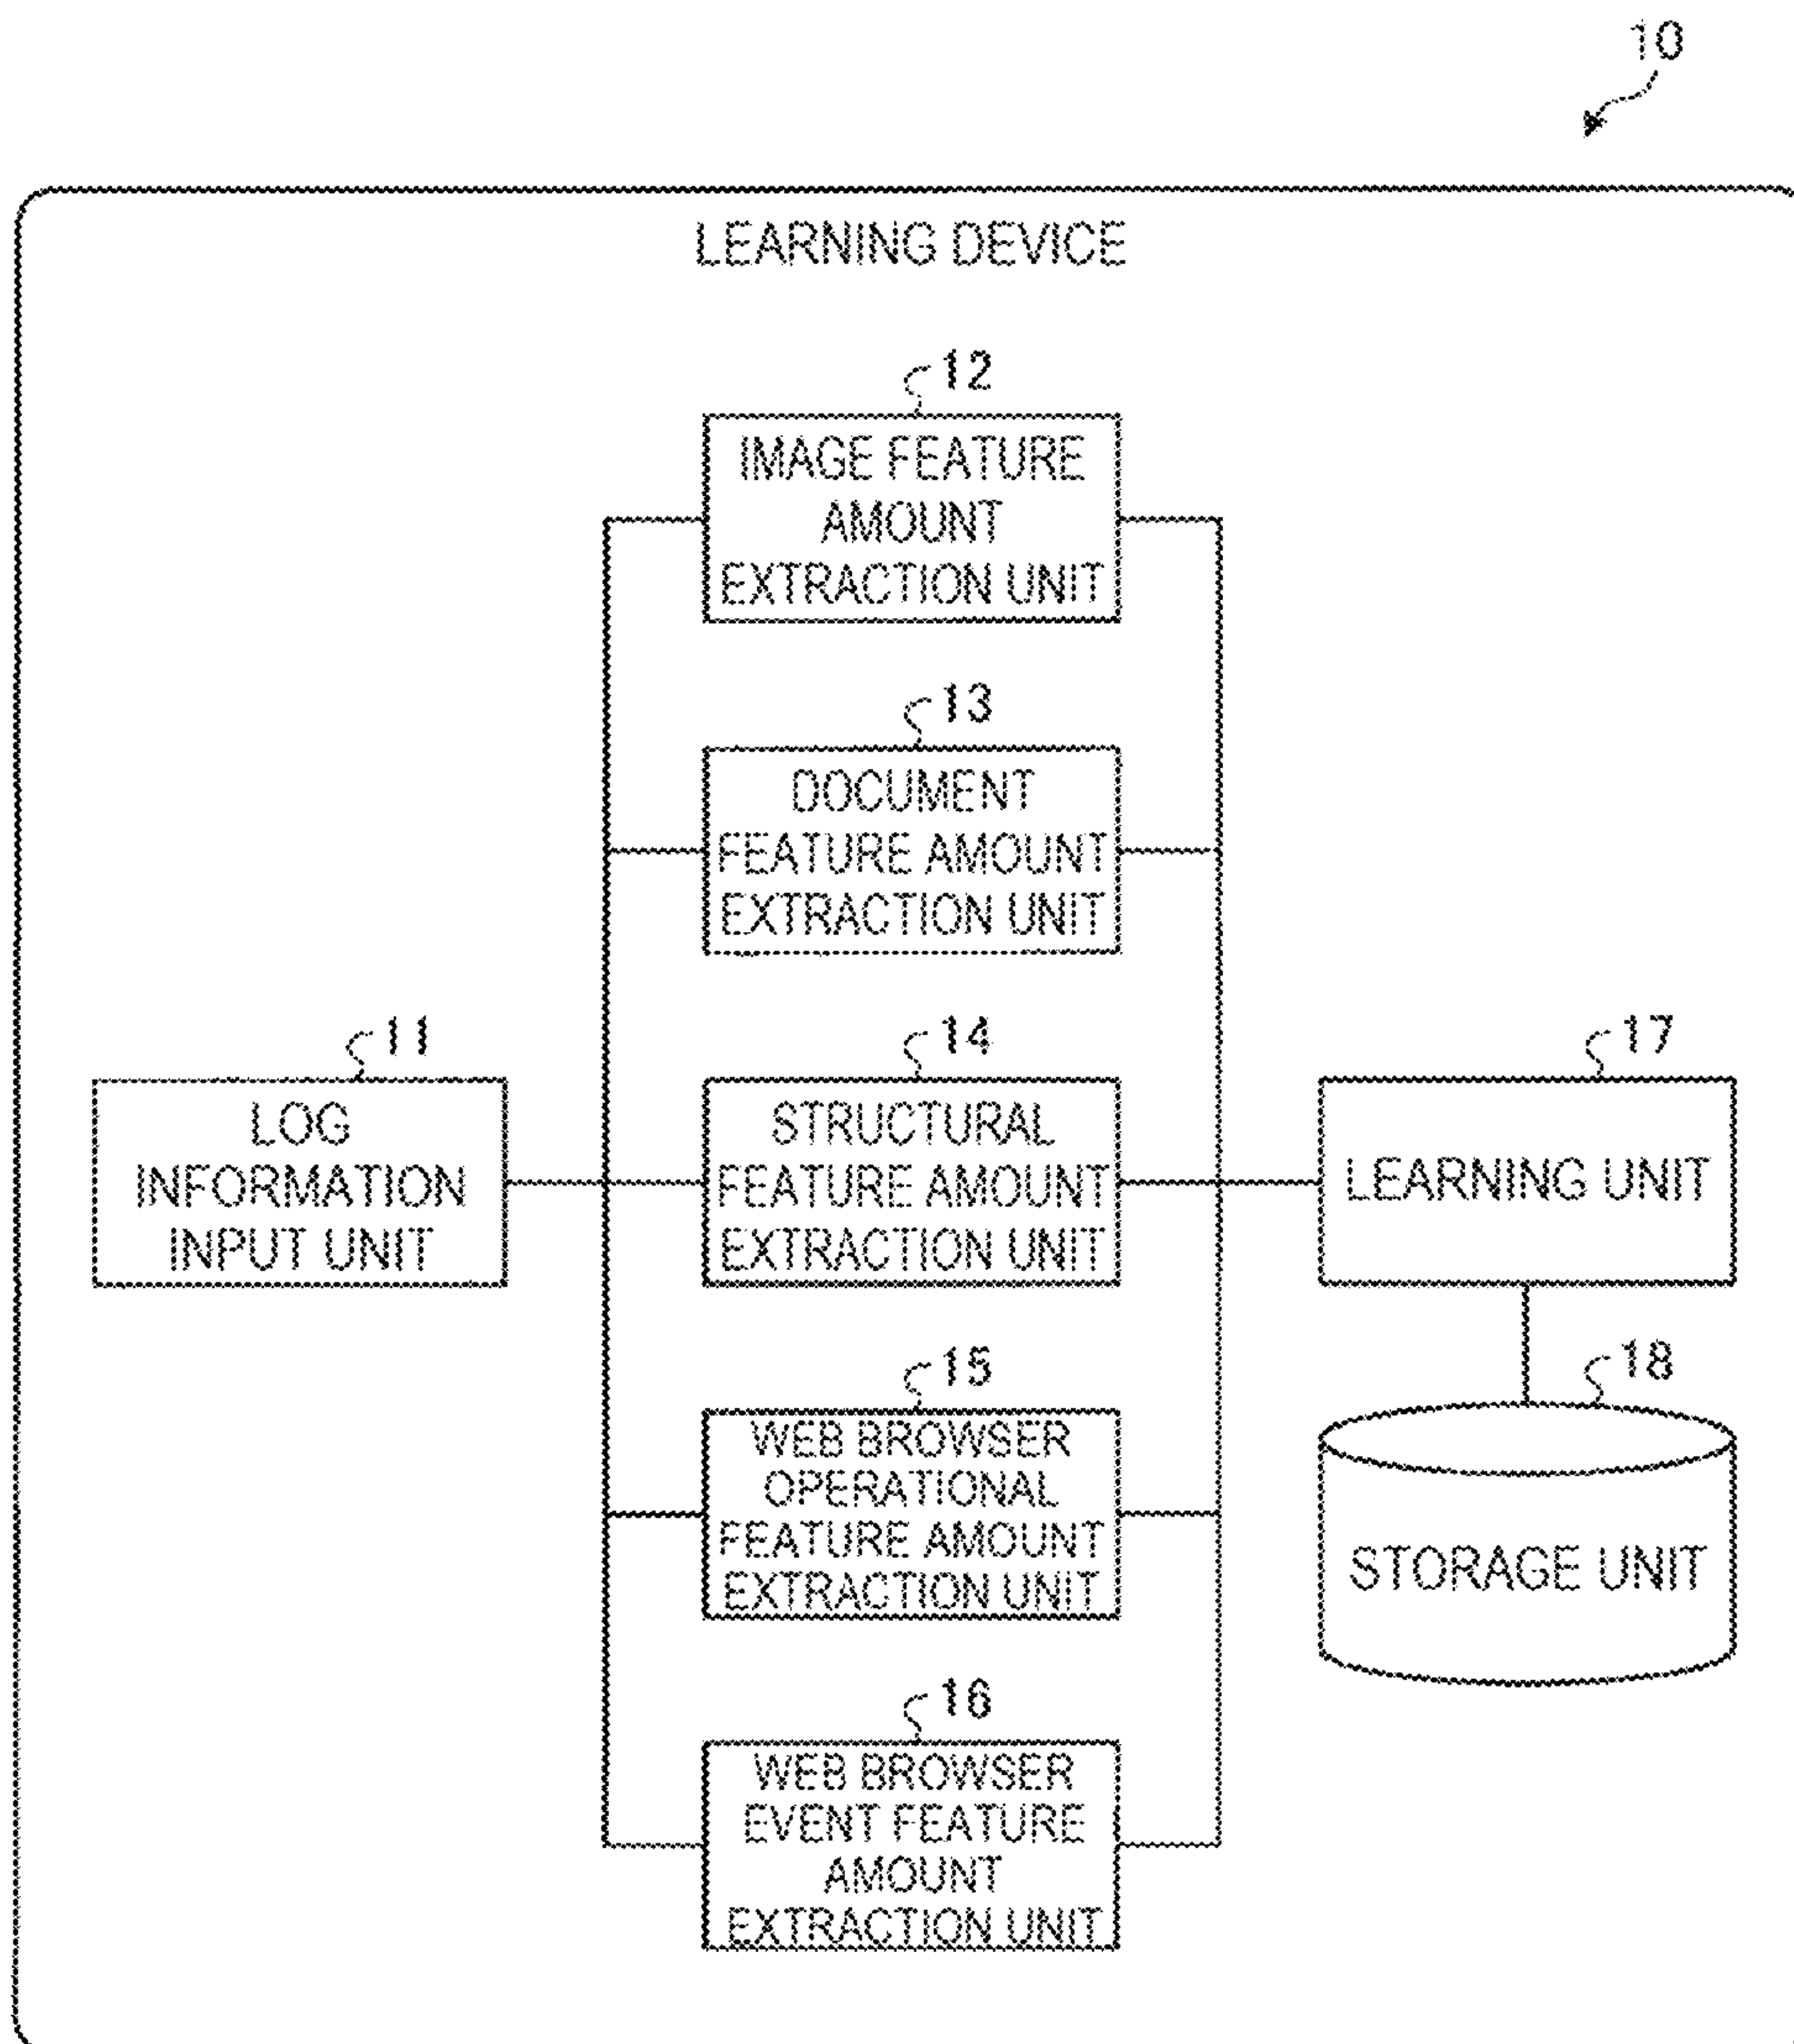 10
LEARNING DEVICE
12
IMAGE FEATURE
AMOUNT
EXTRACTION UNIT
13
DOCUMENT
FEATURE AMOUNT
EXTRACTION UNIT
11
LOG
INFORMATION
INPUT UNIT
14
STRUCTURAL
FEATURE AMOUNT
EXTRACTION UNIT
17
LEARNING UNIT
15
WEB BROWSER
OPERATIONAL
FEATURE AMOUNT
EXTRACTION UNIT
18
STORAGE UNIT
16
WEB BROWSER
EVENT FEATURE
AMOUNT
EXTRACTION UNIT